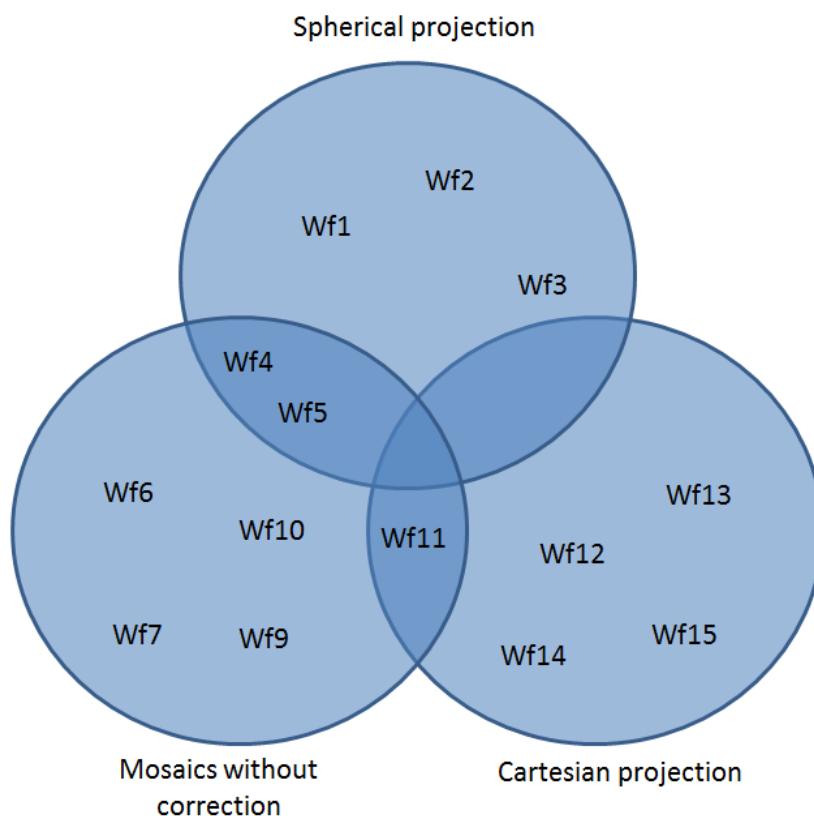 Spherical projection
Wf2
Wf1
Wf3
Wf4
Wf5
Wf6
Wf13
Wf10
Wf11
Wf12
Wf7
Wf9
Wf14
Wf15
Mosaics without
correction
Cartesian projection